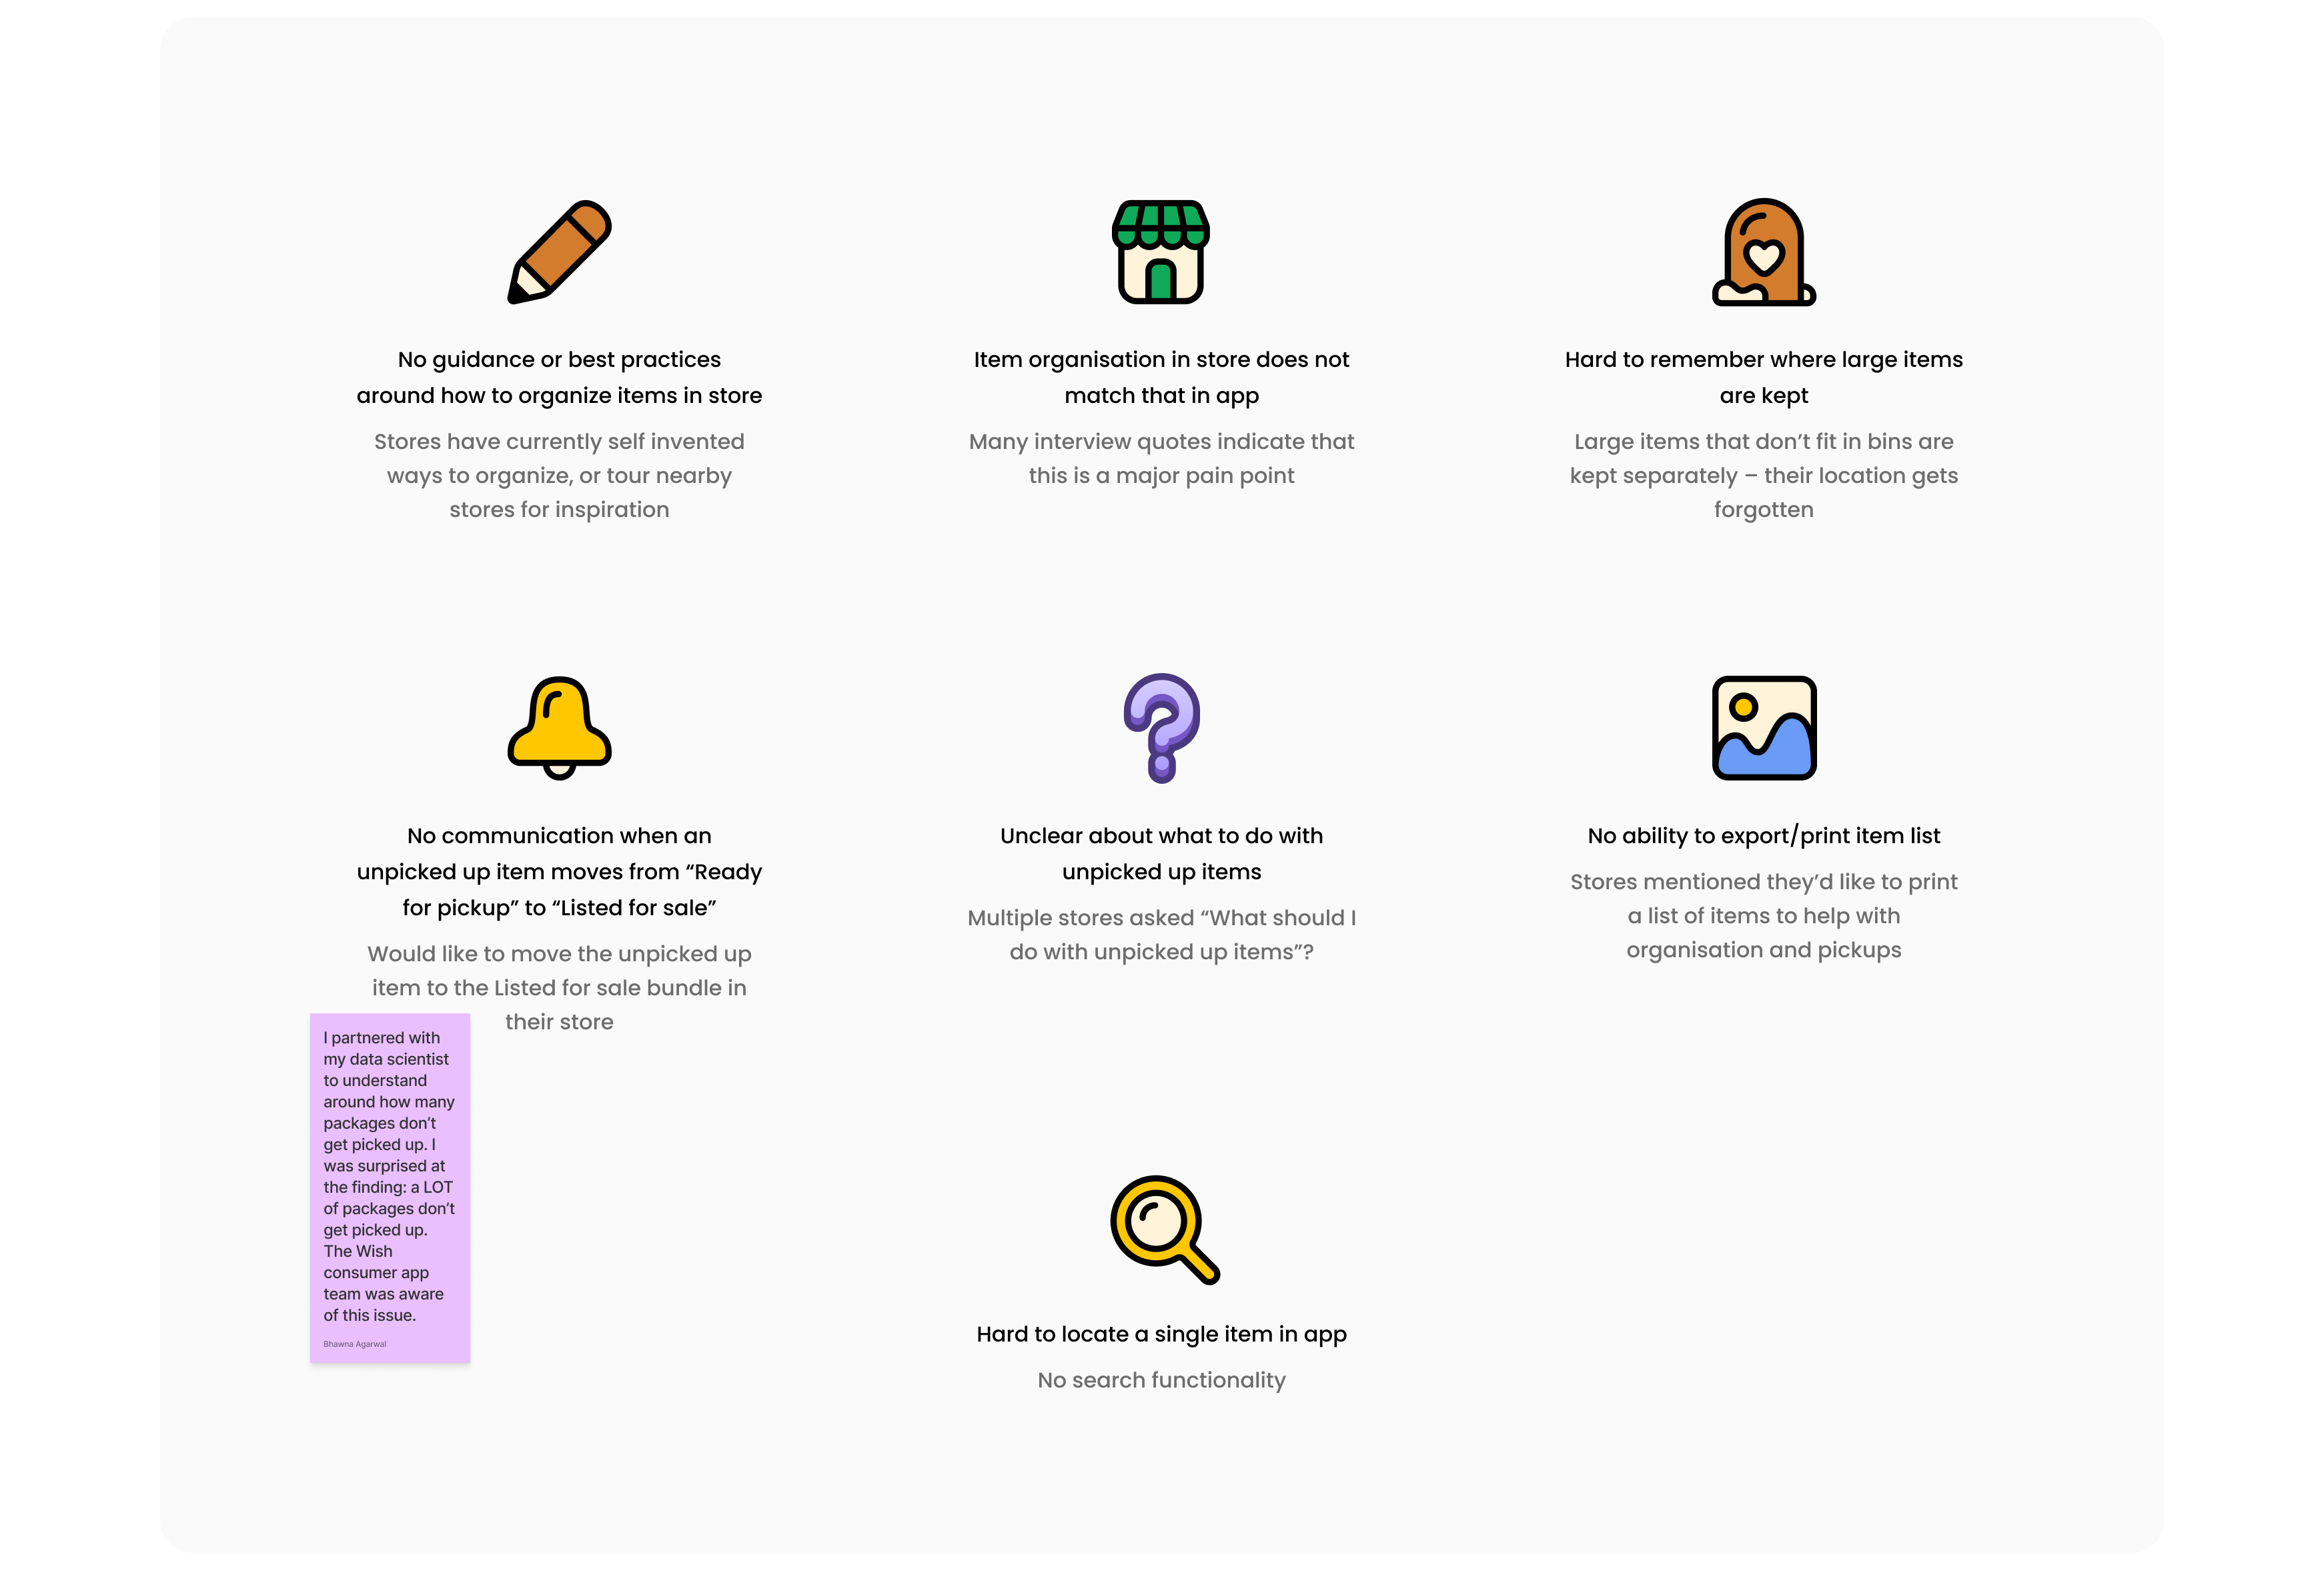 No guidance or best practices
around how to organize items in store
Stores have currently self invented
ways to organize, or tour nearby
stores for inspiration
Item organisation in store does not
match that in app
Many interview quotes indicate that
this is a major pain point
Hard to remember where large items
are kept
Large items that don’t fit in bins are
kept separately – their location gets
forgotten
No communication when an
unpicked up item moves from “Ready
for pickup” to “Listed for sale”
Would like to move the unpicked up
item to the Listed for sale bundle in
their store
Unclear about what to do with
unpicked up items
Multiple stores asked “What should I
do with unpicked up items”?
No ability to export/print item list
Stores mentioned they’d like to print
a list of items to help with
organisation and pickups
I partnered with
my data scientist
to understand
around how many
packages don’t
get picked up. I
was surprised at
the finding: a LOT
of packages don’t
get picked up.
The Wish
consumer app
team was aware
of this issue.
Bhawna Agarwal
Hard to locate a single item in app
No search functionality